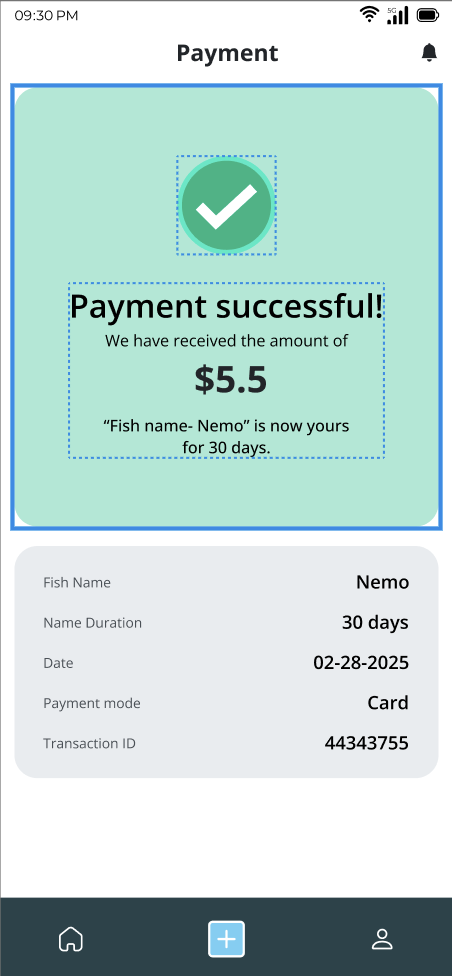 09:30 PM
5G
Payment
Payment successful!
We have received the amount of
$5.5
“Fish name- Nemo” is now yours
for 30 days.
Fish Name Nemo
Name Duration 30 days
Date 02-28-2025
Payment mode Card
Transaction ID 44343755